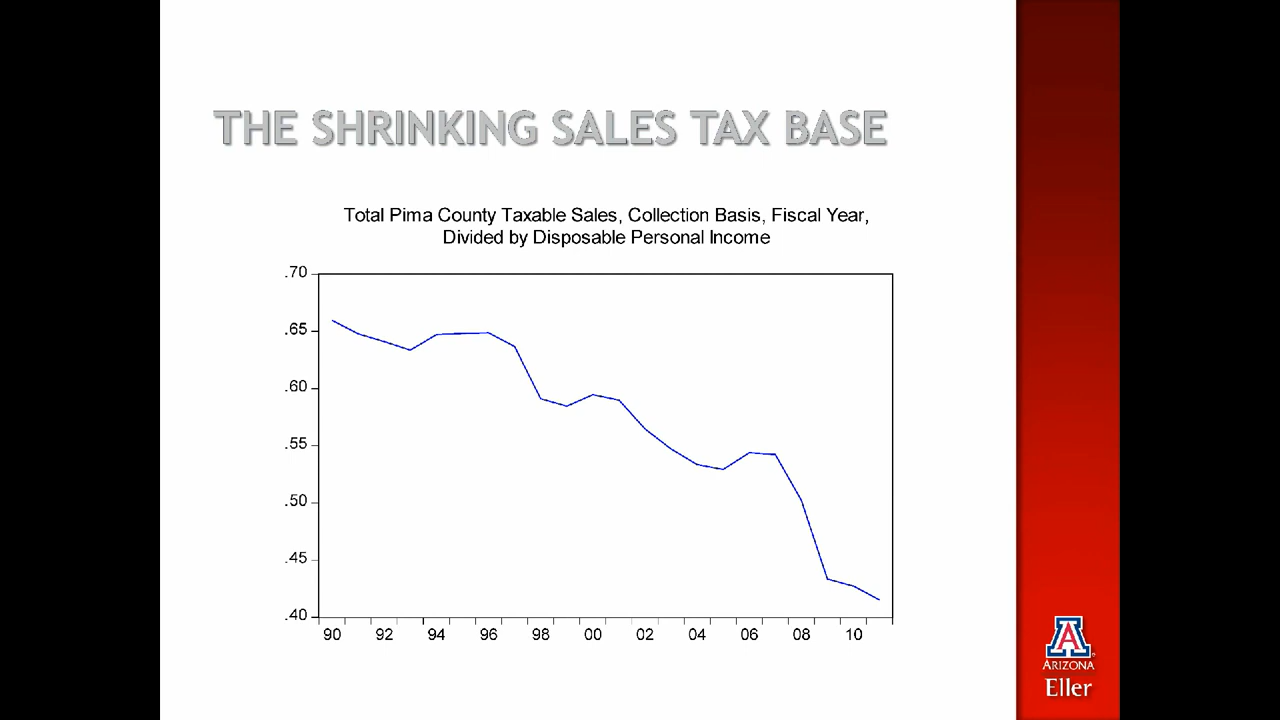 THE SHRINKING SALES TAX BASE
Total Pima County Taxable Sales, Collection Basis, Fiscal Year,
Divided by Disposable Personal Income
.70
.65
.60
.55
.50
.45
.40
90 92 94 96 98 00 02 04 06 08 10
A
ARIZONA
Eller